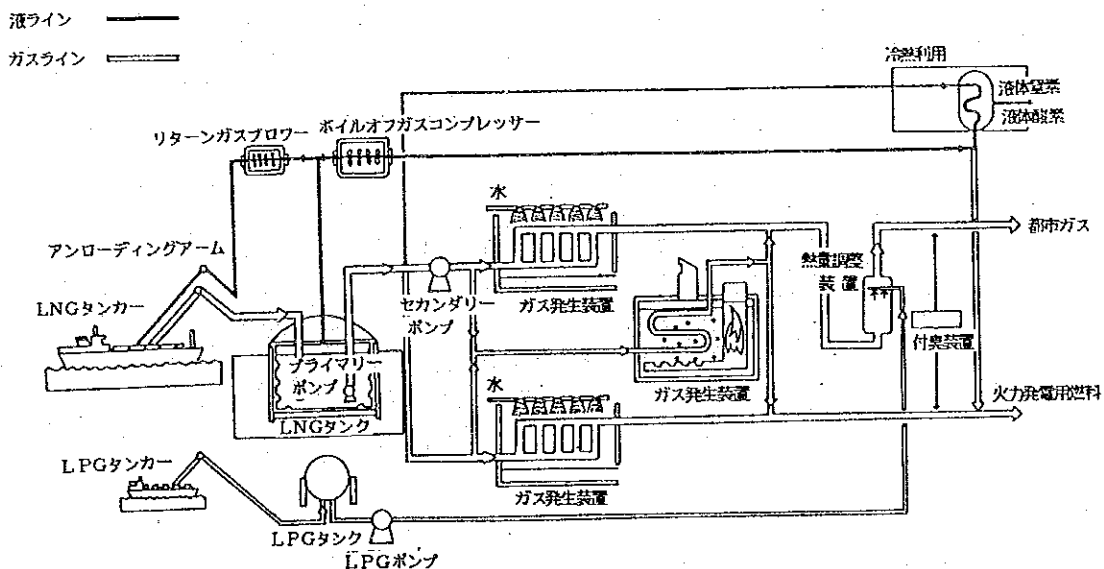 液ライン
ガスライン
冷熱利用
液体窒素
液体酸素
リターンガスブロワー
ボイルオフガスコンプレッサー
水
アンローディングアーム
都市ガス
熱量調整
装置
LNGタンカー
セカンダリー
ポンプ
ガス発生装置
付臭装置
プライマリー
ポンプ
ガス発生装置
水
火力発電用燃料
LNGタンク
LPGタンカー
ガス発生装置
LPGタンク
LPGポンプ